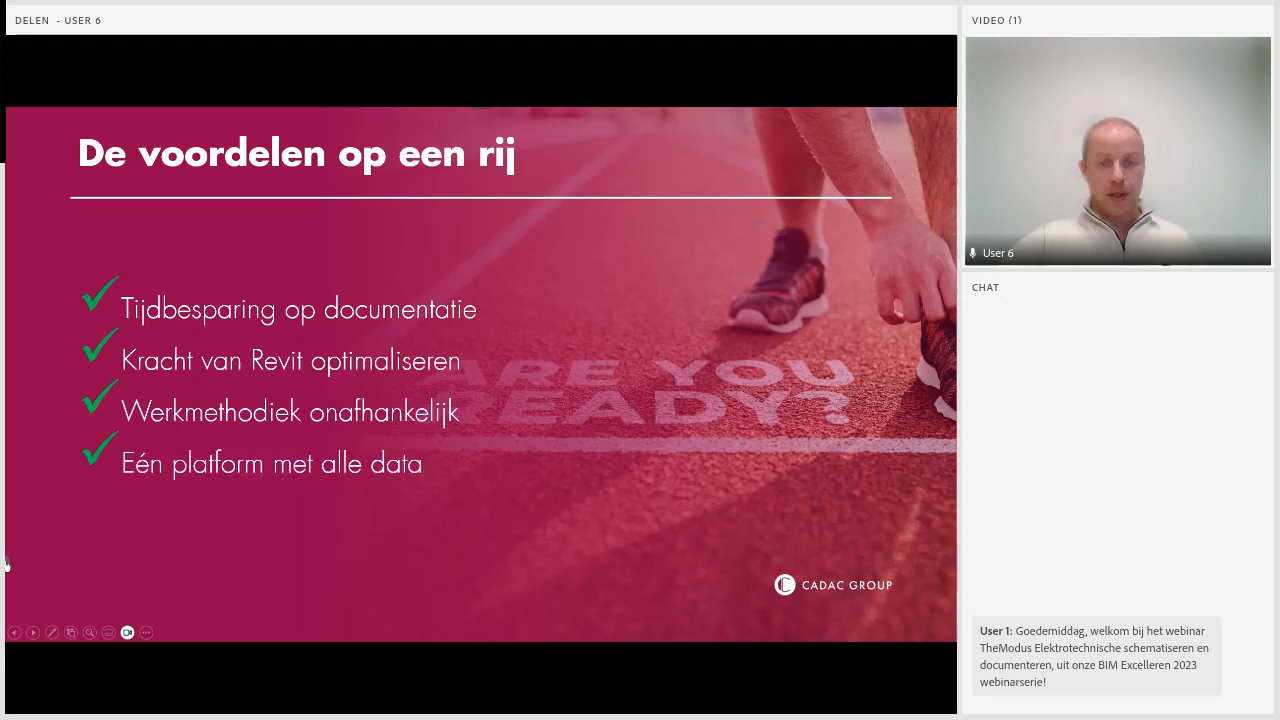 DELEN - USER 6
VIDEO (1)
De voordelen op een rij
Tijdbesparing op documentatie
Kracht van Revit optimaliseren
Werkmethodiek onafhankelijk
Eén platform met alle data
ARE YOU
READY?
CADAC GROUP
User 6
CHAT
User 1: Goedemiddag, welkom bij het webinar
TheModus Elektrotechnische schematiseren en
documenteren, uit onze BIM Excelleren 2023
webinarserie!